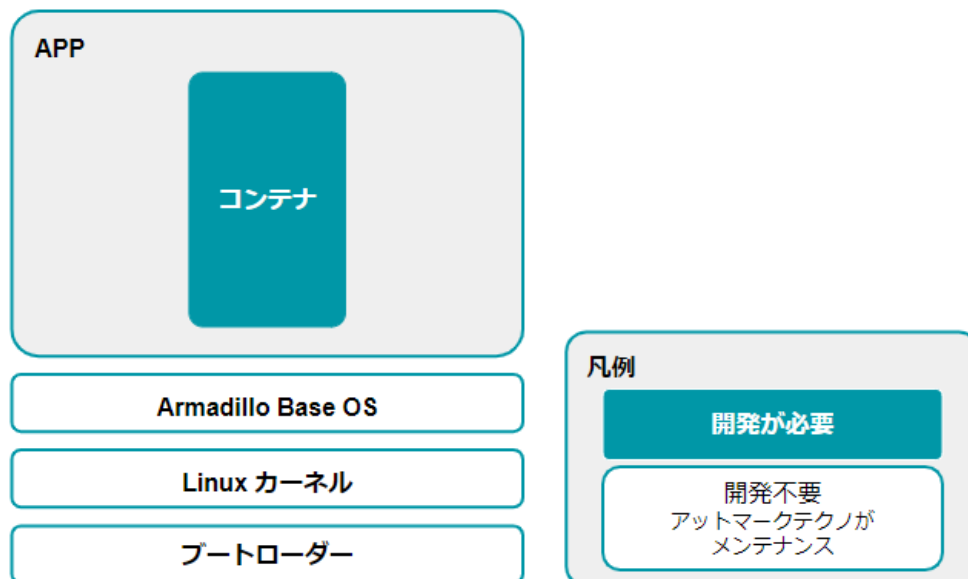 APP
コンテナ
Armadillo Base OS
Linux カーネル
ブートローダー
凡例
開発が必要
開発不要
アットマークテクノが
メンテナンス